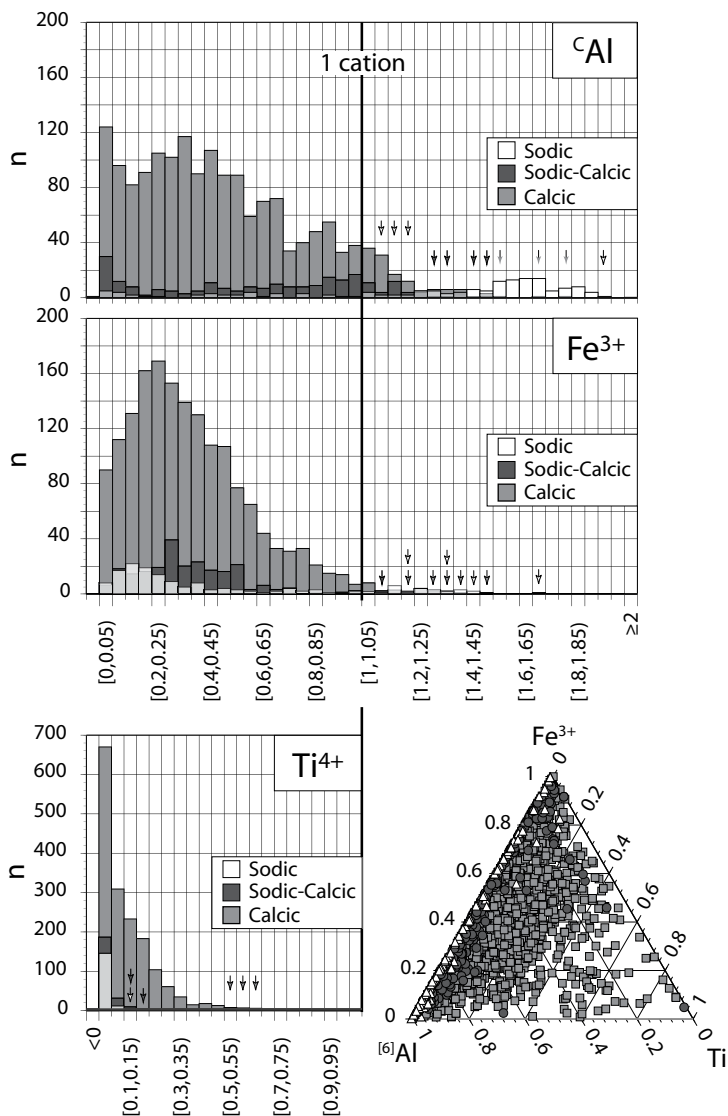 200
160
120
80
40
0
n
1 cation
CAl
Sodic
Sodic-Calcic
Calcic
200
160
120
80
40
0
n
Fe3+
Sodic
Sodic-Calcic
Calcic
[0,0.05)
[0.2,0.25)
[0.4,0.45)
[0.6,0.65)
[0.8,0.85)
[1,1.05)
[1.2,1.25)
[1.4,1.45)
[1.6,1.65)
[1.8,1.85)
≥2
700
600
500
400
300
200
100
0
n
Ti4+
Sodic
Sodic-Calcic
Calcic
<0
[0.1,0.15)
[0.3,0.35)
[0.5,0.55)
[0.7,0.75)
[0.9,0.95)
Fe3+
1
0.8
0.6
0.4
0.2
0
0
0.2
0.4
0.6
0.8
1
1
0.8
0.6
0.4
0.2
0
[6]Al
Ti